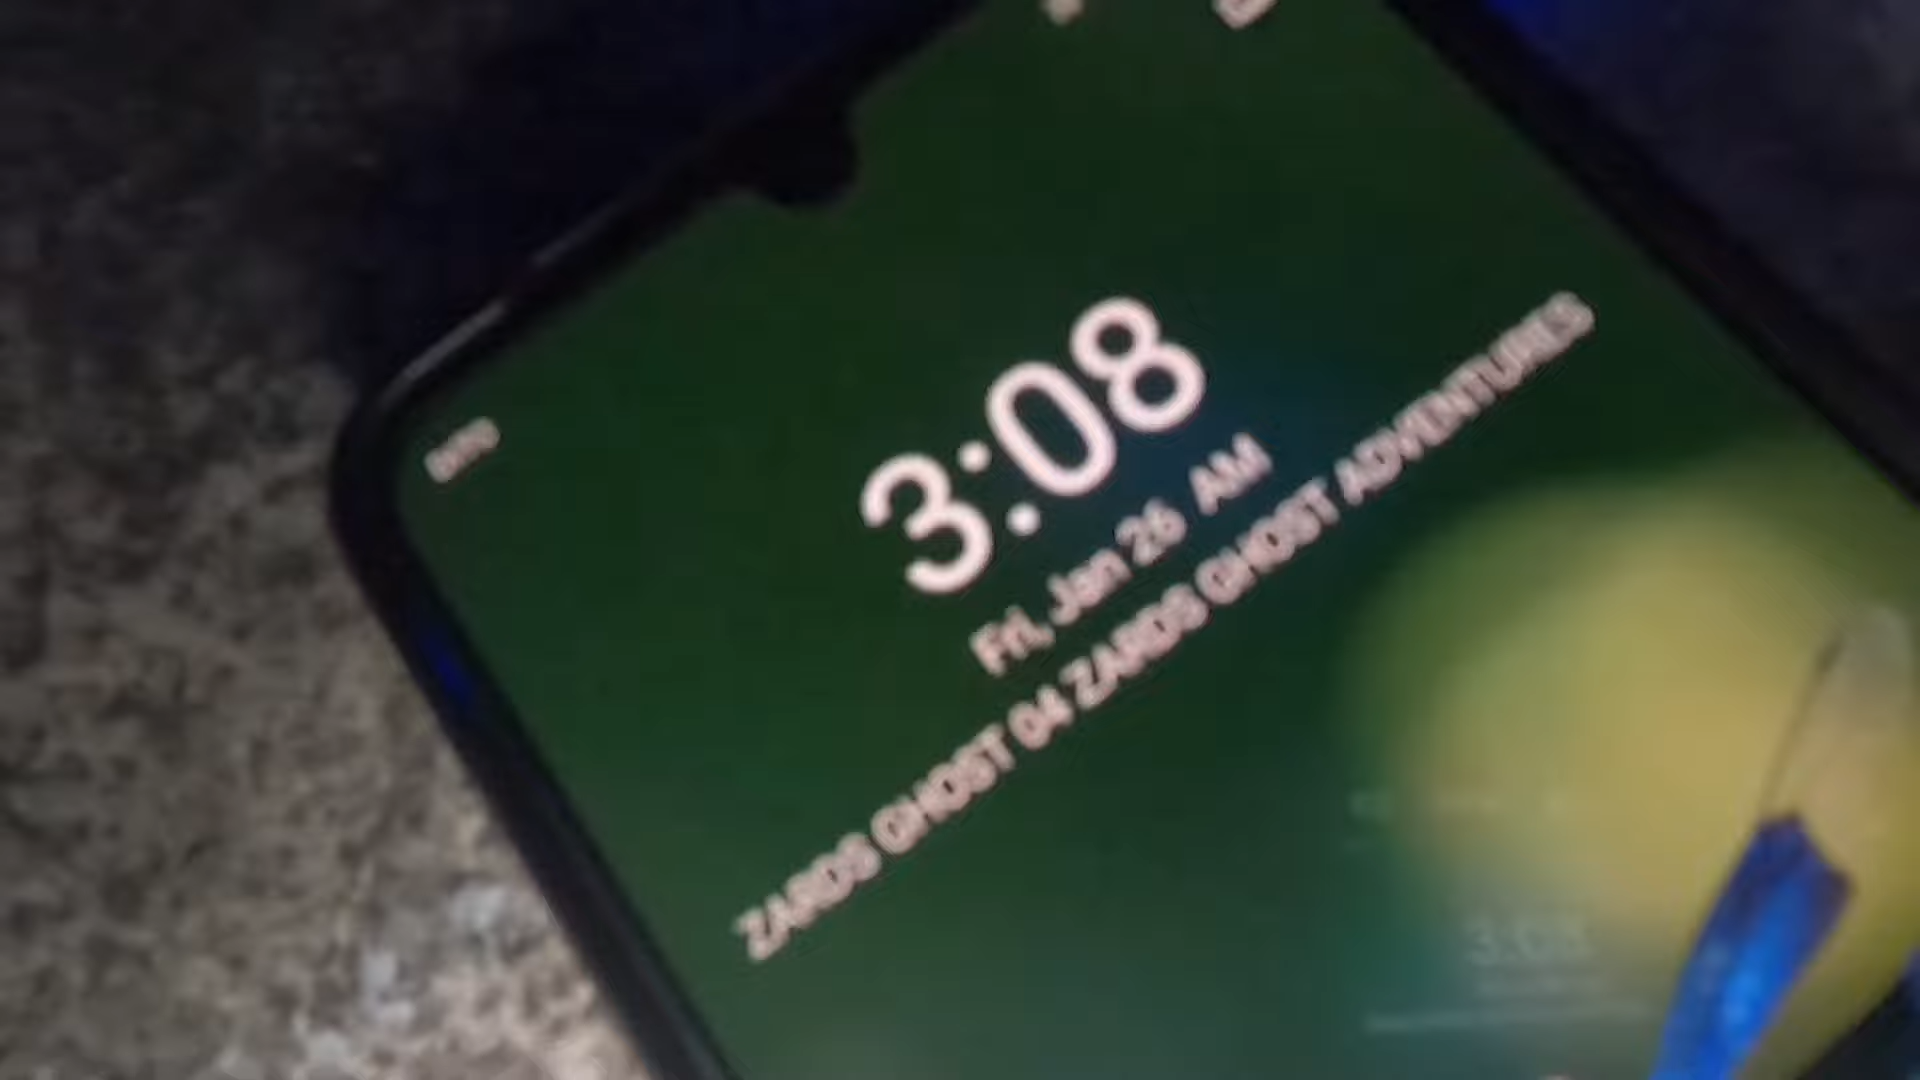 3:08
Fri, Jan 26 AM
ZARDS GHOST 04 ZARDS GHOST ADVENTURES